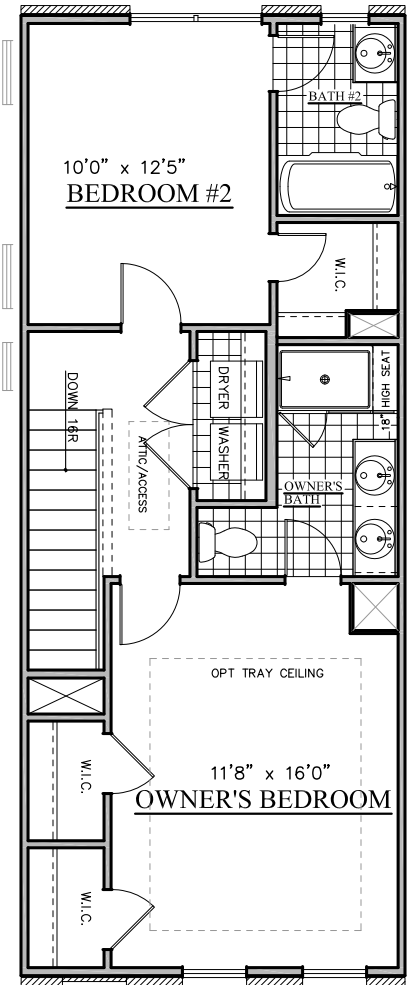 BATH #2
10'0" x 12'5"
BEDROOM #2
W.I.C.
DOWN 16R
DRYER
18" HIGH SEAT
WASHER
ATTIC/ACCESS
OWNER'S
BATH
OPT TRAY CEILING
11'8" x 16'0"
OWNER'S BEDROOM
W.I.C.
W.I.C.